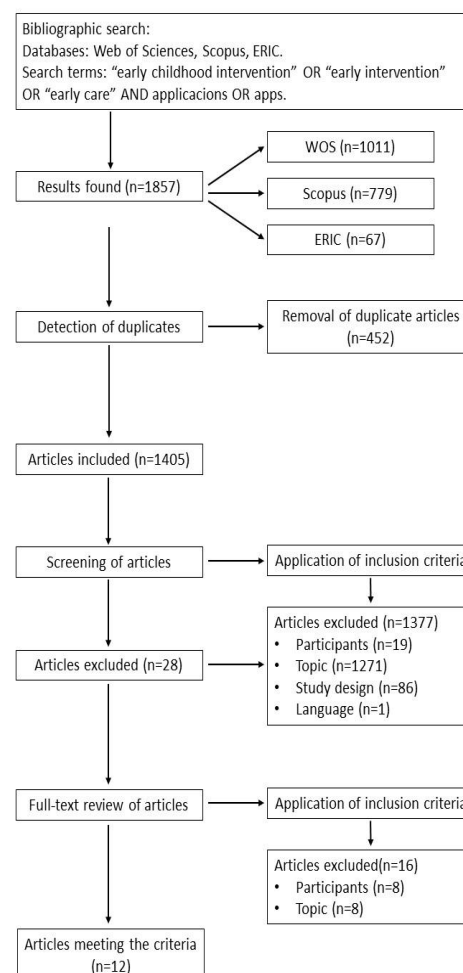 Bibliographic search:
Databases: Web of Sciences, Scopus, ERIC.
Search terms: “early childhood intervention” OR “early intervention”
OR “early care” AND applicacions OR apps.
WOS (n=1011)
Results found (n=1857)
Scopus (n=779)
ERIC (n=67)
Detection of duplicates
Removal of duplicate articles
(n=452)
Articles included (n=1405)
Screening of articles
Application of inclusion criteria
Articles excluded (n=28)
Articles excluded (n=1377)
• Participants (n=19)
• Topic (n=1271)
• Study design (n=86)
• Language (n=1)
Full-text review of articles
Application of inclusion criteria
Articles excluded(n=16)
• Participants (n=8)
• Topic (n=8)
Articles meeting the criteria
(n=12)